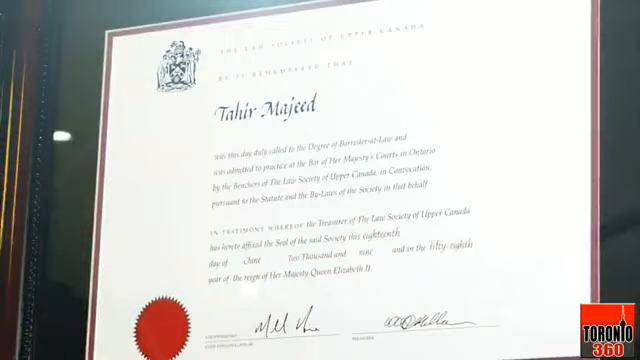 THE LAW SOCIETY OF UPPER CANADA
BE IT REMEMBERED THAT
Tahir Majeed
was this day duly called to the Degree of Barrister-at-Law and
was admitted to practice at the Bar of Her Majesty's Courts in Ontario
by the Benchers of The Law Society of Upper Canada, in Convocation,
pursuant to the Statute and the By-Laws of the Society in that behalf
IN TESTIMONY WHEREOF the Treasurer of The Law Society of Upper Canada
has hereto affixed the Seal of the said Society this eighteenth
day of June Two Thousand and nine and in the fifty-eighth
year of the reign of Her Majesty Queen Elizabeth II.
TORONTO
360